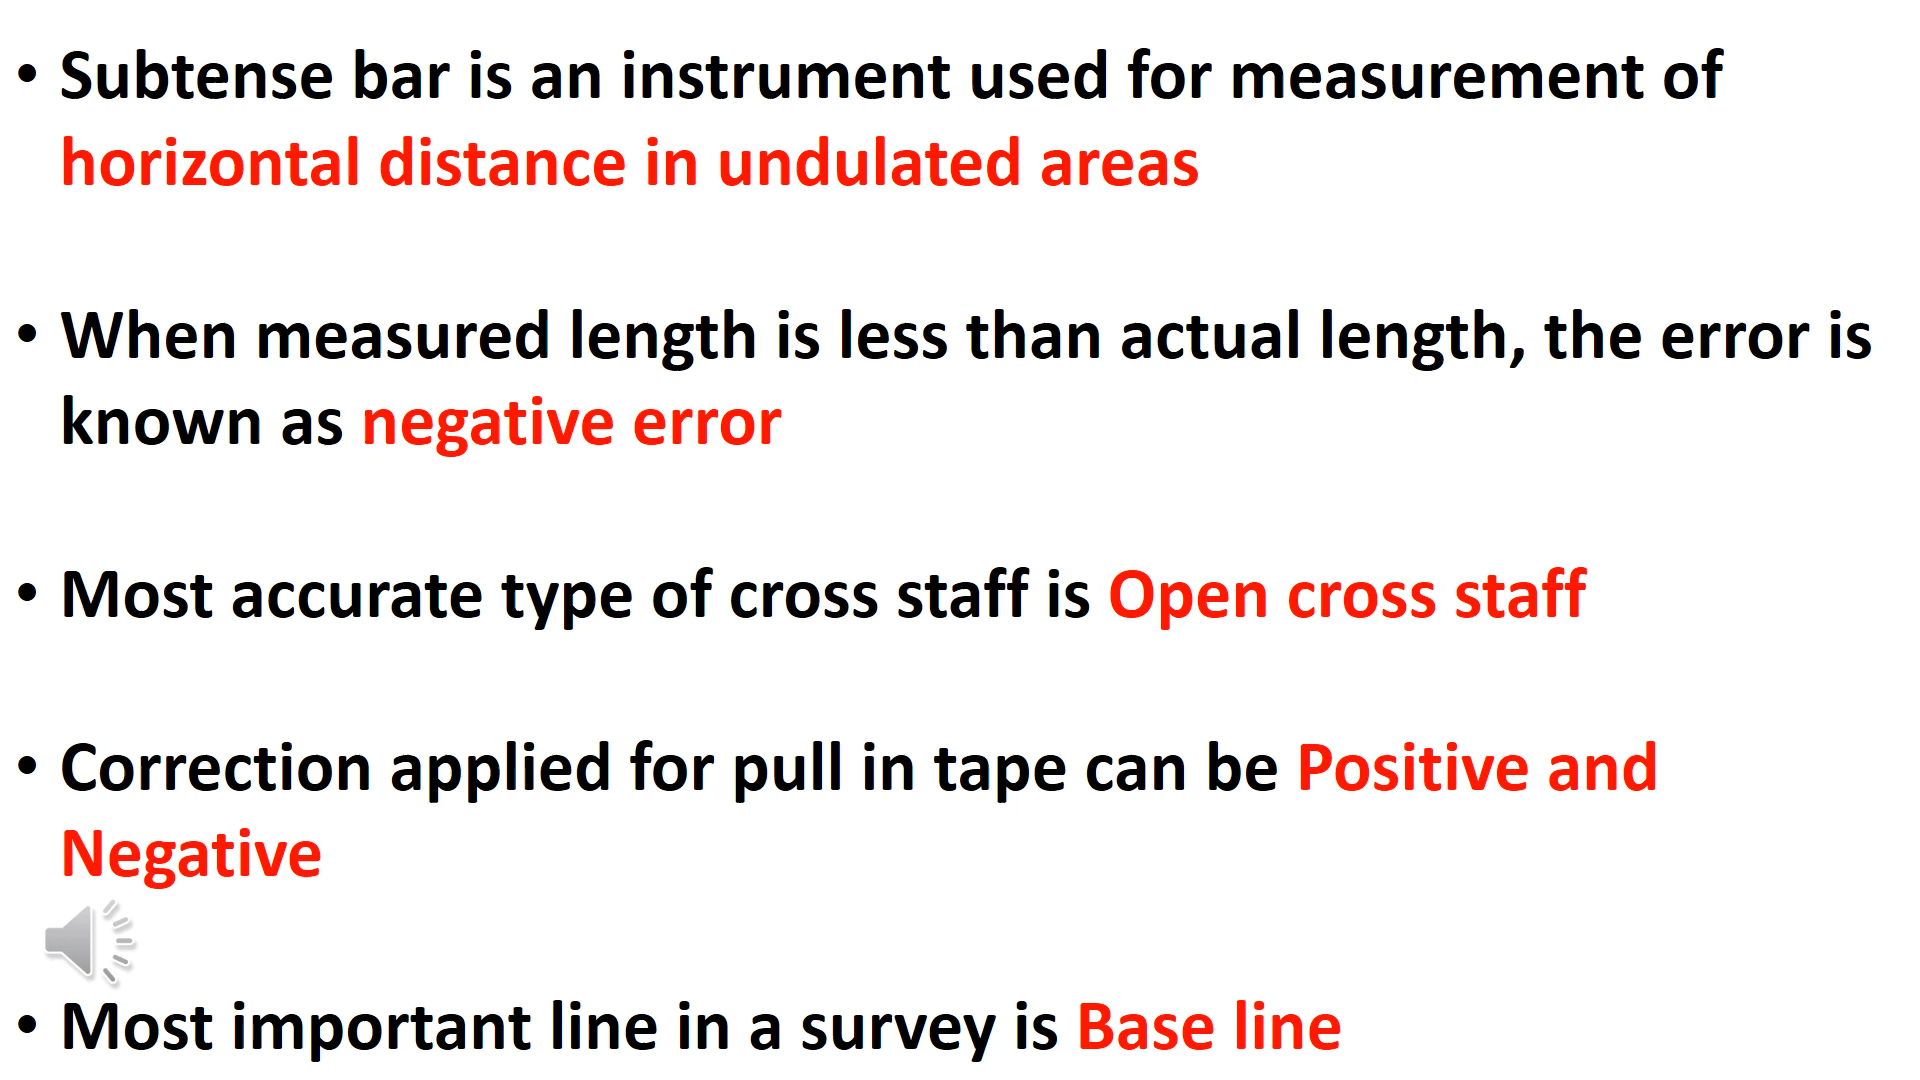 • Subtense bar is an instrument used for measurement of
horizontal distance in undulated areas
• When measured length is less than actual length, the error is
known as negative error
• Most accurate type of cross staff is Open cross staff
• Correction applied for pull in tape can be Positive and
Negative
• Most important line in a survey is Base line